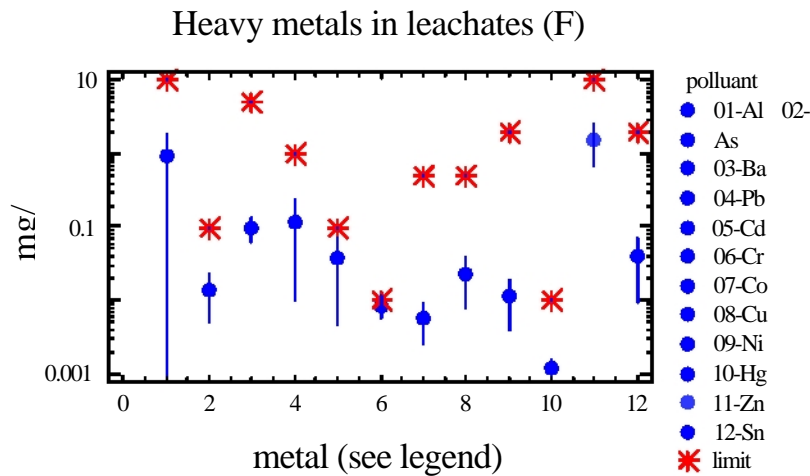 Heavy metals in leachates (F)
mg/
10
0.1
0.001
0 2 4 6 8 10 12
metal (see legend)
polluant
01-Al 02-
As
03-Ba
04-Pb
05-Cd
06-Cr
07-Co
08-Cu
09-Ni
10-Hg
11-Zn
12-Sn
limit